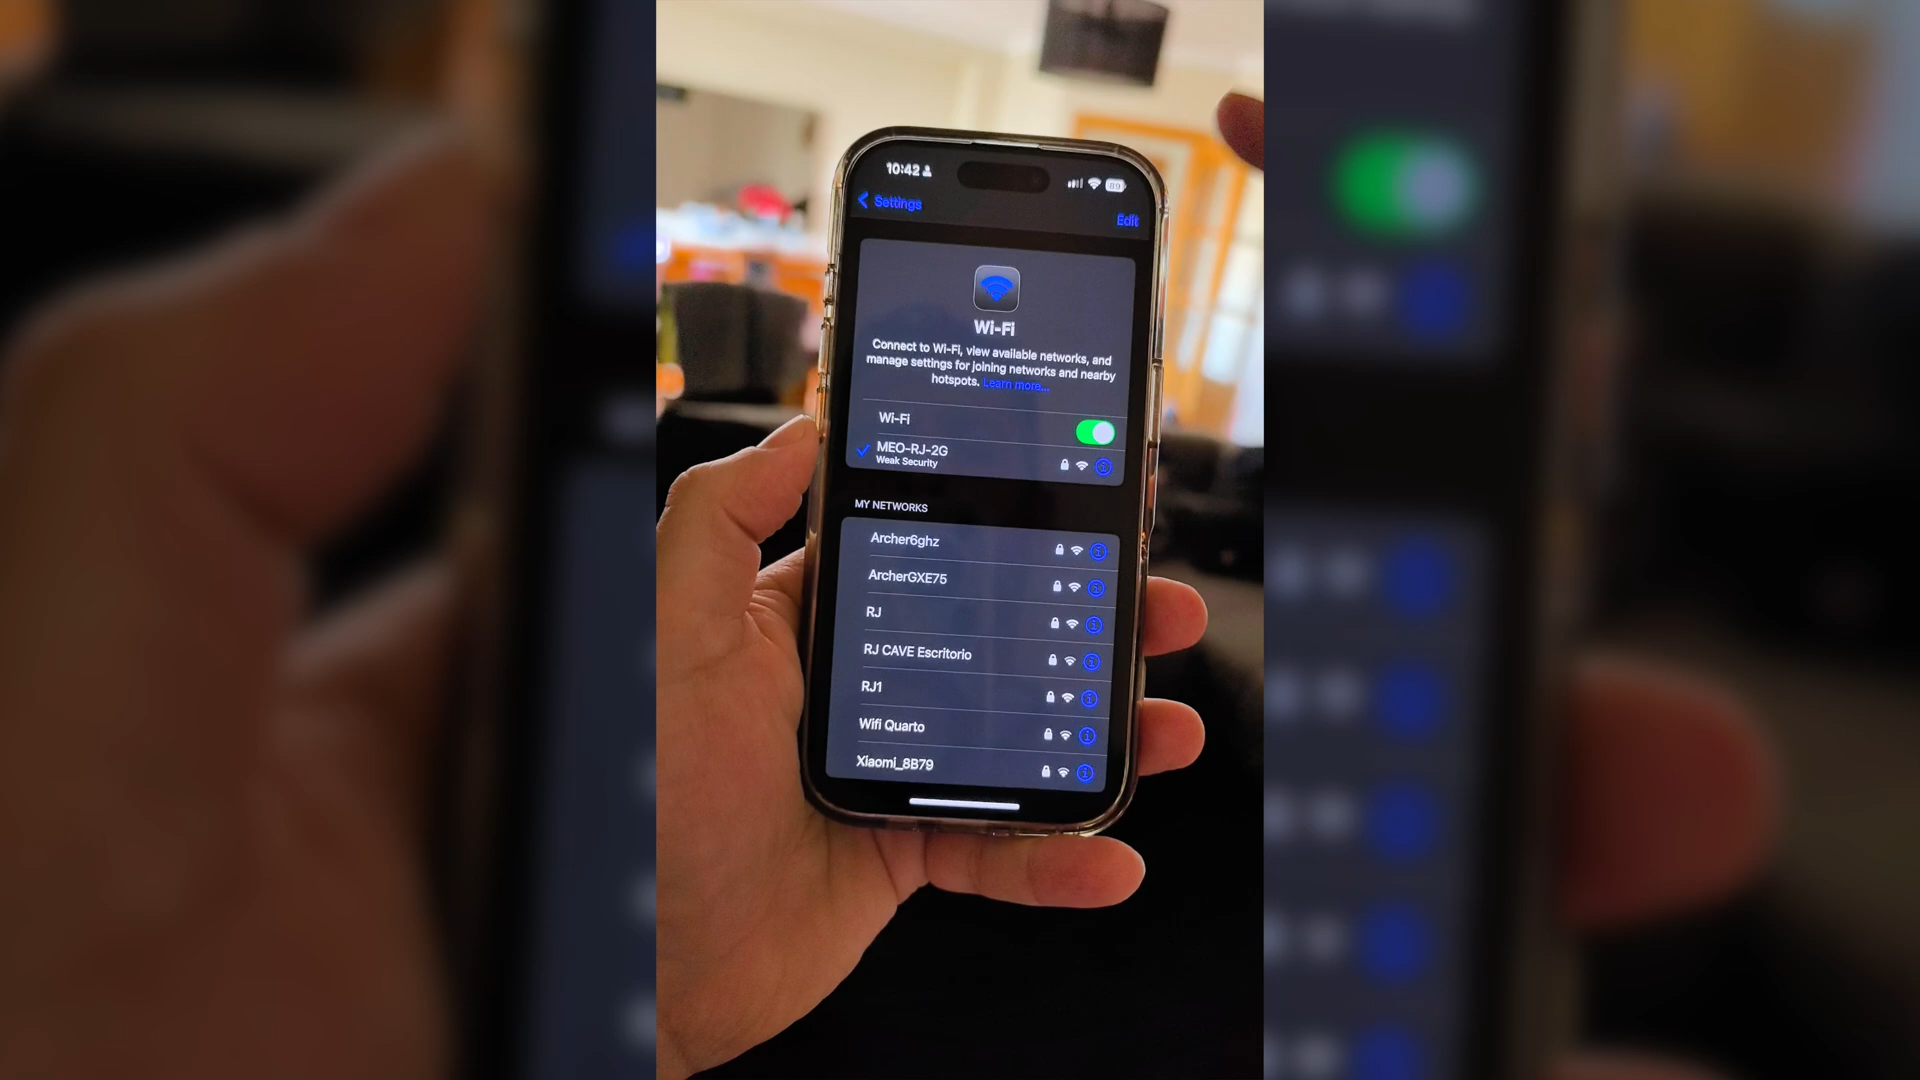 10:42
89
Settings
Edit
Wi-Fi
Connect to Wi-Fi, view available networks, and
manage settings for joining networks and nearby
hotspots. Learn more...
Wi-Fi
MEO-RJ-2G
Weak Security
MY NETWORKS
Archer6ghz
ArcherGXE75
RJ
RJ CAVE Escritorio
RJ1
Wifi Quarto
Xiaomi_8B79